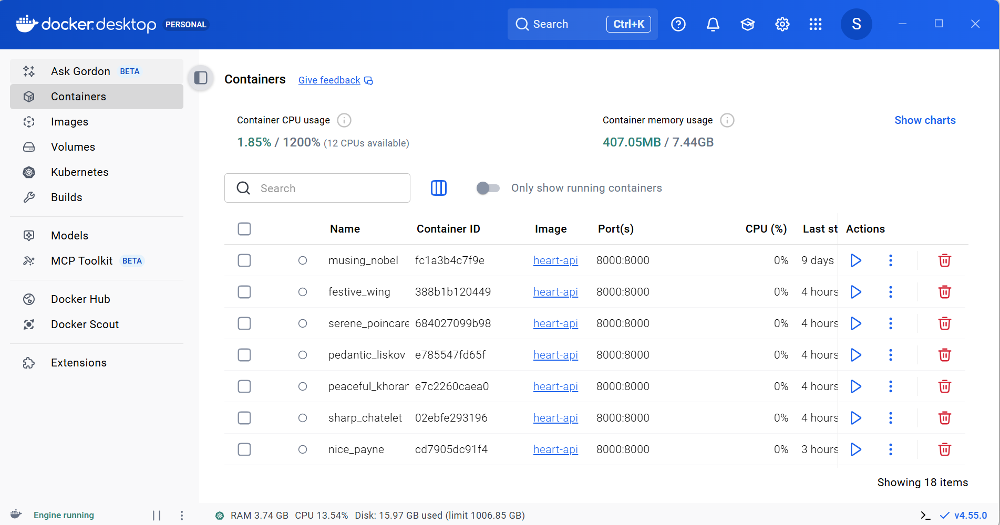 docker.desktop PERSONAL Search Ctrl+K S
Ask Gordon BETA
Containers
Images
Volumes
Kubernetes
Builds
Models
MCP Toolkit BETA
Docker Hub
Docker Scout
Extensions
Containers Give feedback
Container CPU usage
1.85% / 1200% (12 CPUs available)
Container memory usage
407.05MB / 7.44GB
Show charts
Search Only show running containers
Name Container ID Image Port(s) CPU (%) Last st Actions
musing_nobel fc1a3b4c7f9e heart-api 8000:8000 0% 9 days
festive_wing 388b1b120449 heart-api 8000:8000 0% 4 hours
serene_poincare 684027099b98 heart-api 8000:8000 0% 4 hours
pedantic_liskov e785547fd65f heart-api 8000:8000 0% 4 hours
peaceful_khorar e7c2260caea0 heart-api 8000:8000 0% 4 hours
sharp_chatelet 02ebfe293196 heart-api 8000:8000 0% 4 hours
nice_payne cd7905dc91f4 heart-api 8000:8000 0% 3 hours
Showing 18 items
Engine running RAM 3.74 GB CPU 13.54% Disk: 15.97 GB used (limit 1006.85 GB) v4.55.0